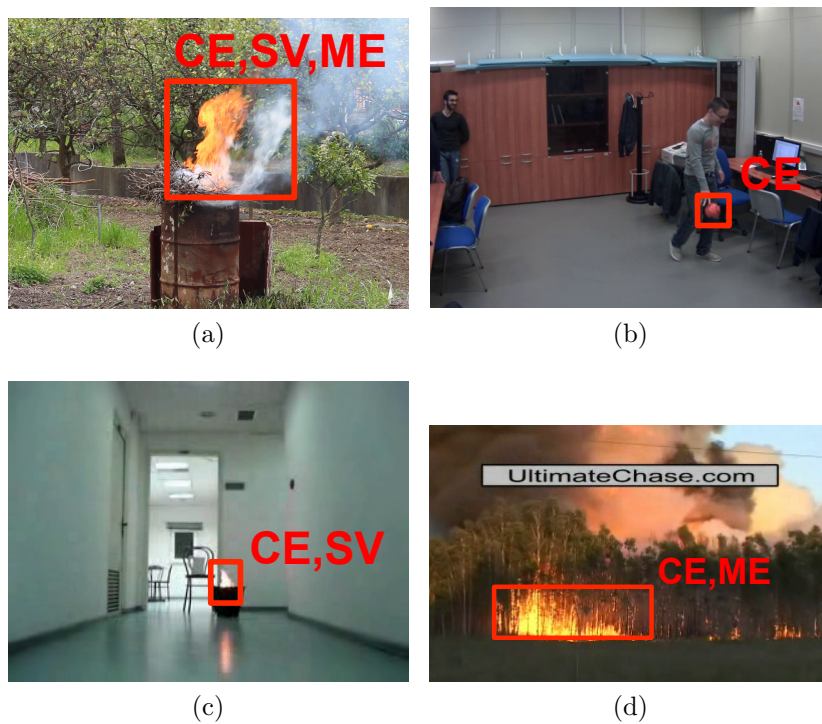 CE,SV,ME
CE
(a)
(b)
CE,SV
UltimateChase.com
CE,ME
(c)
(d)